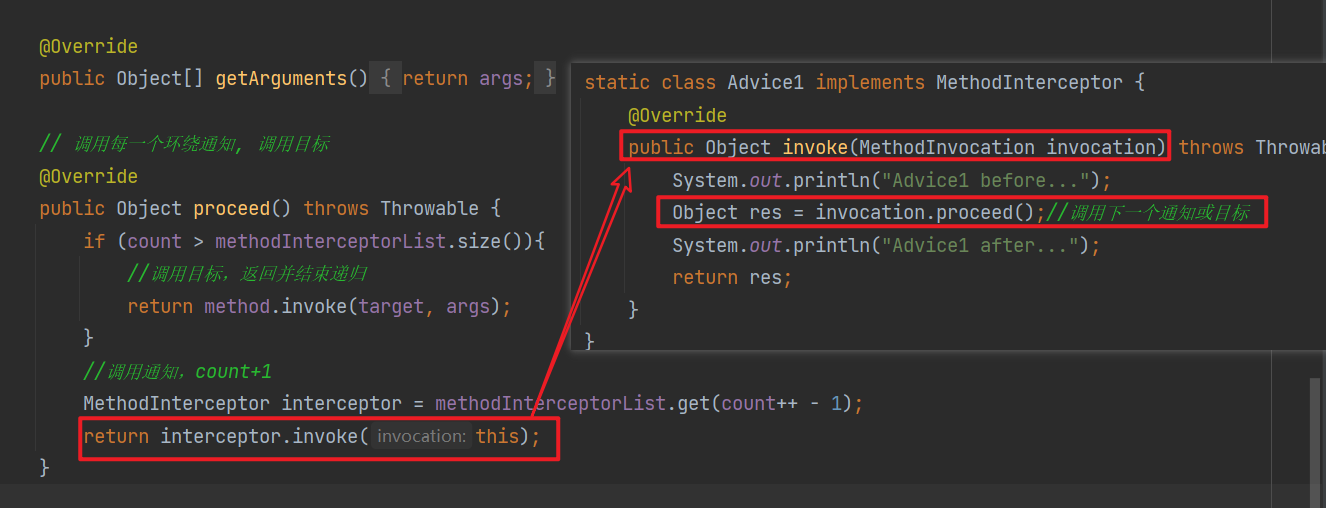 @Override
public Object[] getArguments() { return args; }
// 调用每一个环绕通知, 调用目标
@Override
public Object proceed() throws Throwable {
if (count > methodInterceptorList.size()){
//调用目标，返回并结束递归
return method.invoke(target, args);
}
//调用通知，count+1
MethodInterceptor interceptor = methodInterceptorList.get(count++ - 1);
return interceptor.invoke( invocation: this);
}
static class Advice1 implements MethodInterceptor {
@Override
public Object invoke(MethodInvocation invocation) throws Throwab
System.out.println("Advice1 before...");
Object res = invocation.proceed();//调用下一个通知或目标
System.out.println("Advice1 after...");
return res;
}
}